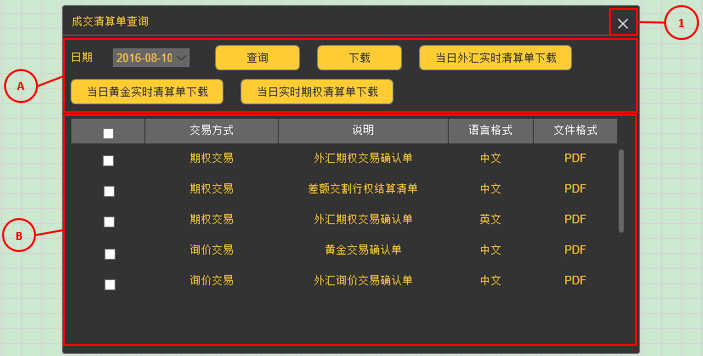 成交清算单查询
1
日期 2016-08-10 查询 下载 当日外汇实时清算单下载
A
当日黄金实时清算单下载 当日实时期权清算单下载
交易方式 说明 语言格式 文件格式
期权交易 外汇期权交易确认单 中文 PDF
期权交易 差额交割行权结算清单 中文 PDF
期权交易 外汇期权交易确认单 英文 PDF
B
询价交易 黄金交易确认单 中文 PDF
询价交易 外汇询价交易确认单 中文 PDF